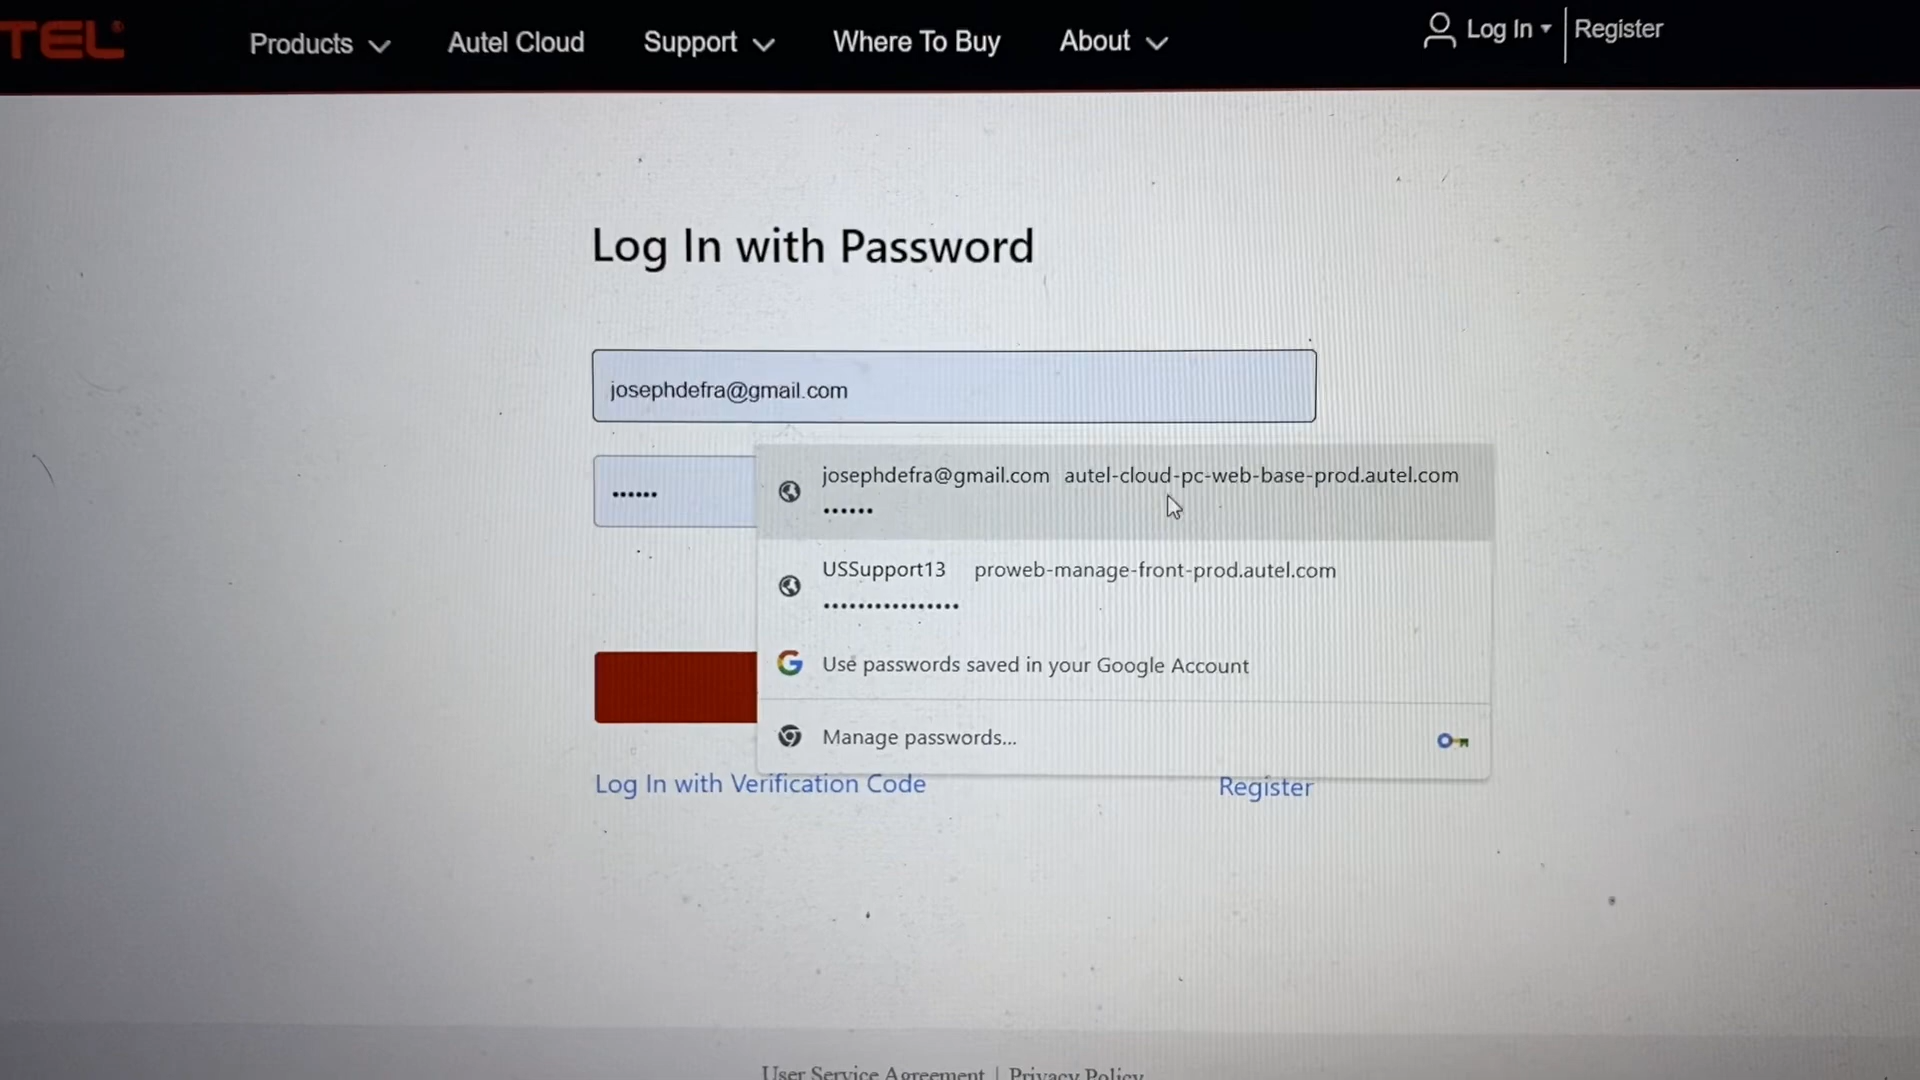 TEL®
Products
Autel Cloud
Support
Where To Buy
About
Log In
Register
Log In with Password
josephdefra@gmail.com
••••••
josephdefra@gmail.com autel-cloud-pc-web-base-prod.autel.com
••••••
USSupport13 proweb-manage-front-prod.autel.com
••••••••••••••••
Use passwords saved in your Google Account
Manage passwords...
Log In with Verification Code
Register
User Service Agreement | Privacy Policy